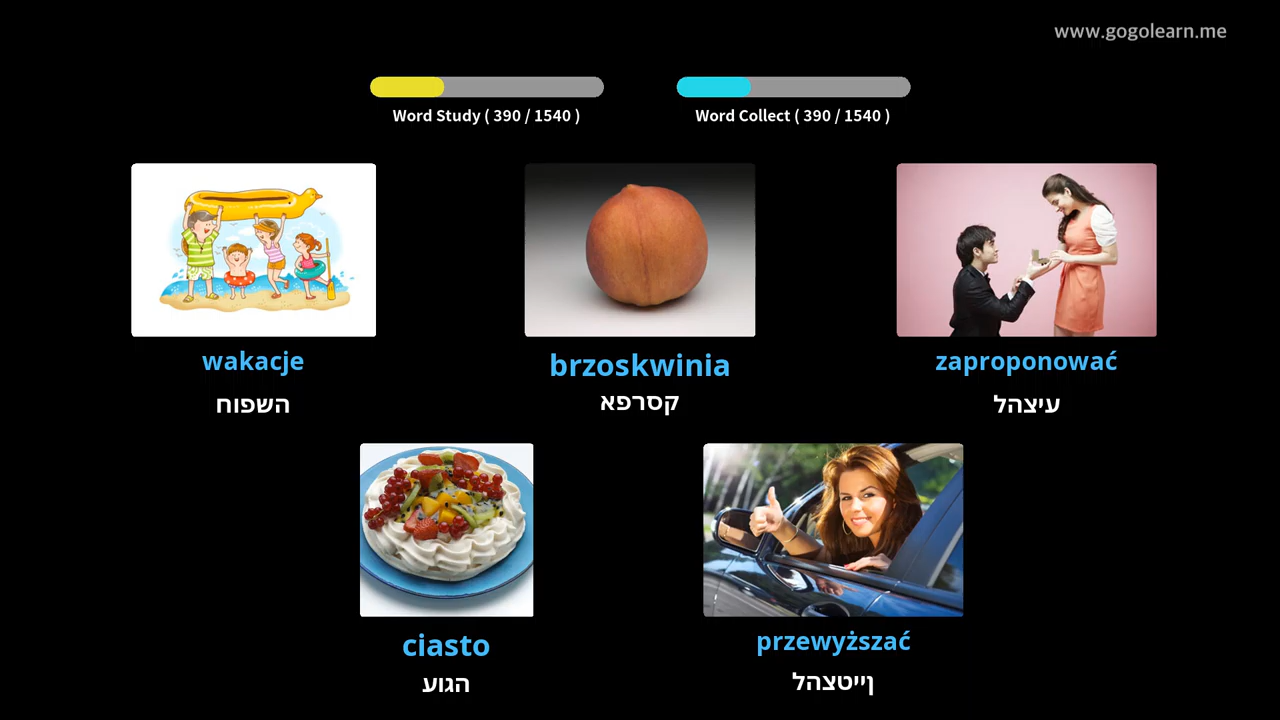 www.gogolearn.me
Word Study ( 390 / 1540 )
Word Collect ( 390 / 1540 )
wakacje
השפוח
brzoskwinia
קסרפא
zaproponować
עיצהל
ciasto
הגוע
przewyższać
ןייטצהל